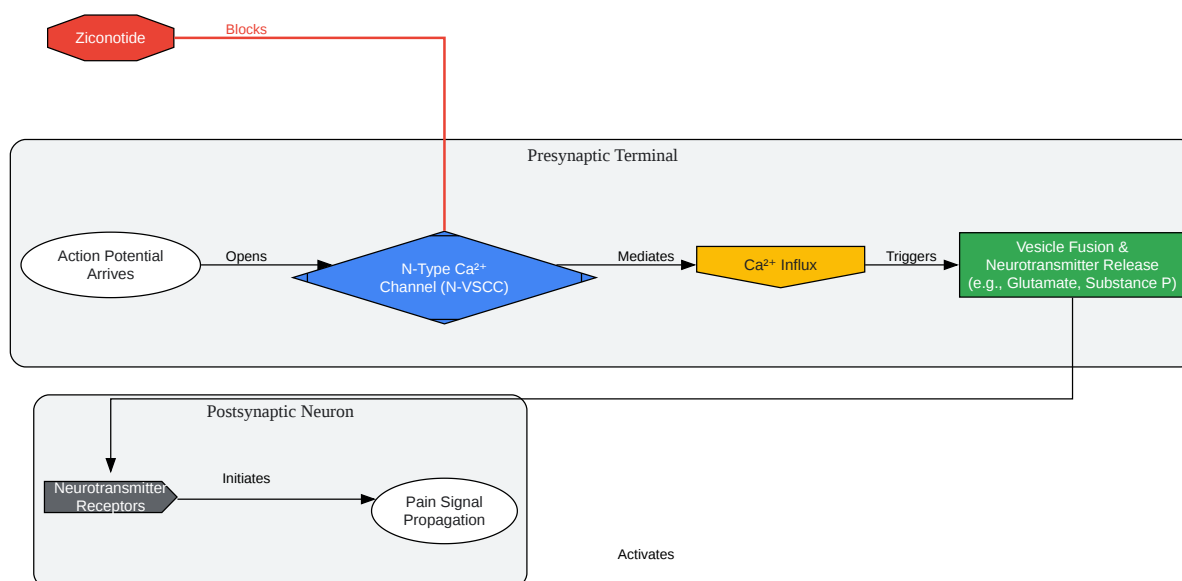 Ziconotide
Blocks
Presynaptic Terminal
Action Potential
Arrives
Opens
N-Type Ca²⁺
Channel (N-VSCC)
Mediates
Ca²⁺ Influx
Triggers
Vesicle Fusion &
Neurotransmitter Release
(e.g., Glutamate, Substance P)
Postsynaptic Neuron
Neurotransmitter
Receptors
Initiates
Pain Signal
Propagation
Activates